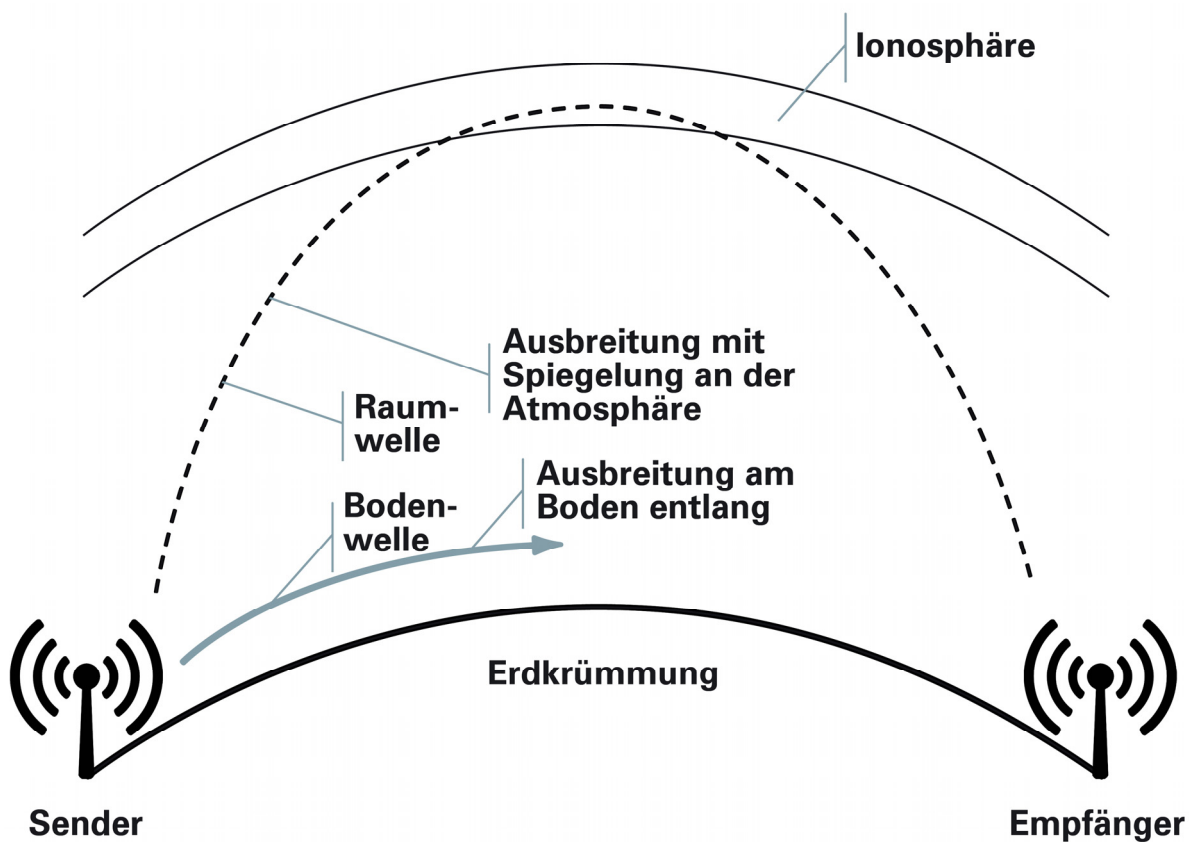 Ionosphäre
Ausbreitung mit
Spiegelung an der
Atmosphäre
Raum-
welle
Ausbreitung am
Boden entlang
Boden-
welle
Erdkrümmung
Sender
Empfänger